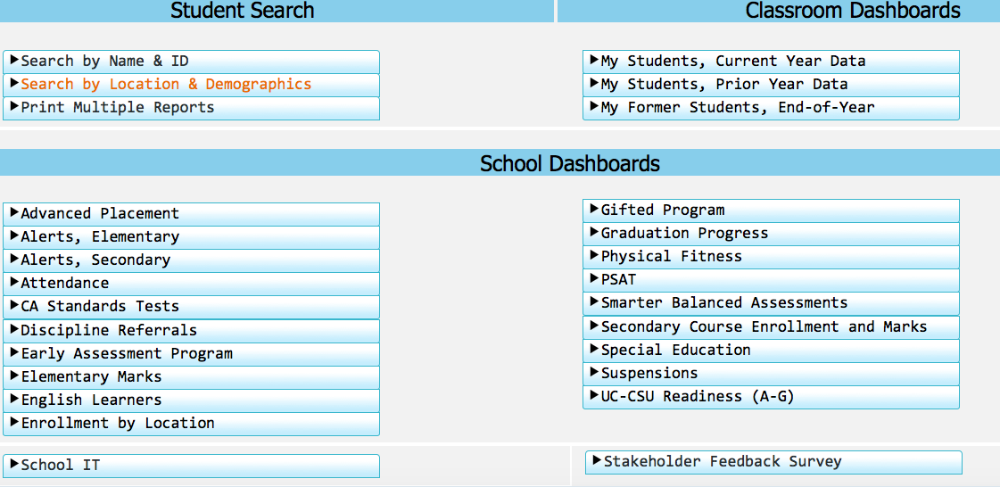 Student Search
Search by Name & ID
Search by Location & Demographics
Print Multiple Reports
Classroom Dashboards
My Students, Current Year Data
My Students, Prior Year Data
My Former Students, End-of-Year
School Dashboards
Advanced Placement
Alerts, Elementary
Alerts, Secondary
Attendance
CA Standards Tests
Discipline Referrals
Early Assessment Program
Elementary Marks
English Learners
Enrollment by Location
Gifted Program
Graduation Progress
Physical Fitness
PSAT
Smarter Balanced Assessments
Secondary Course Enrollment and Marks
Special Education
Suspensions
UC-CSU Readiness (A-G)
School IT
Stakeholder Feedback Survey